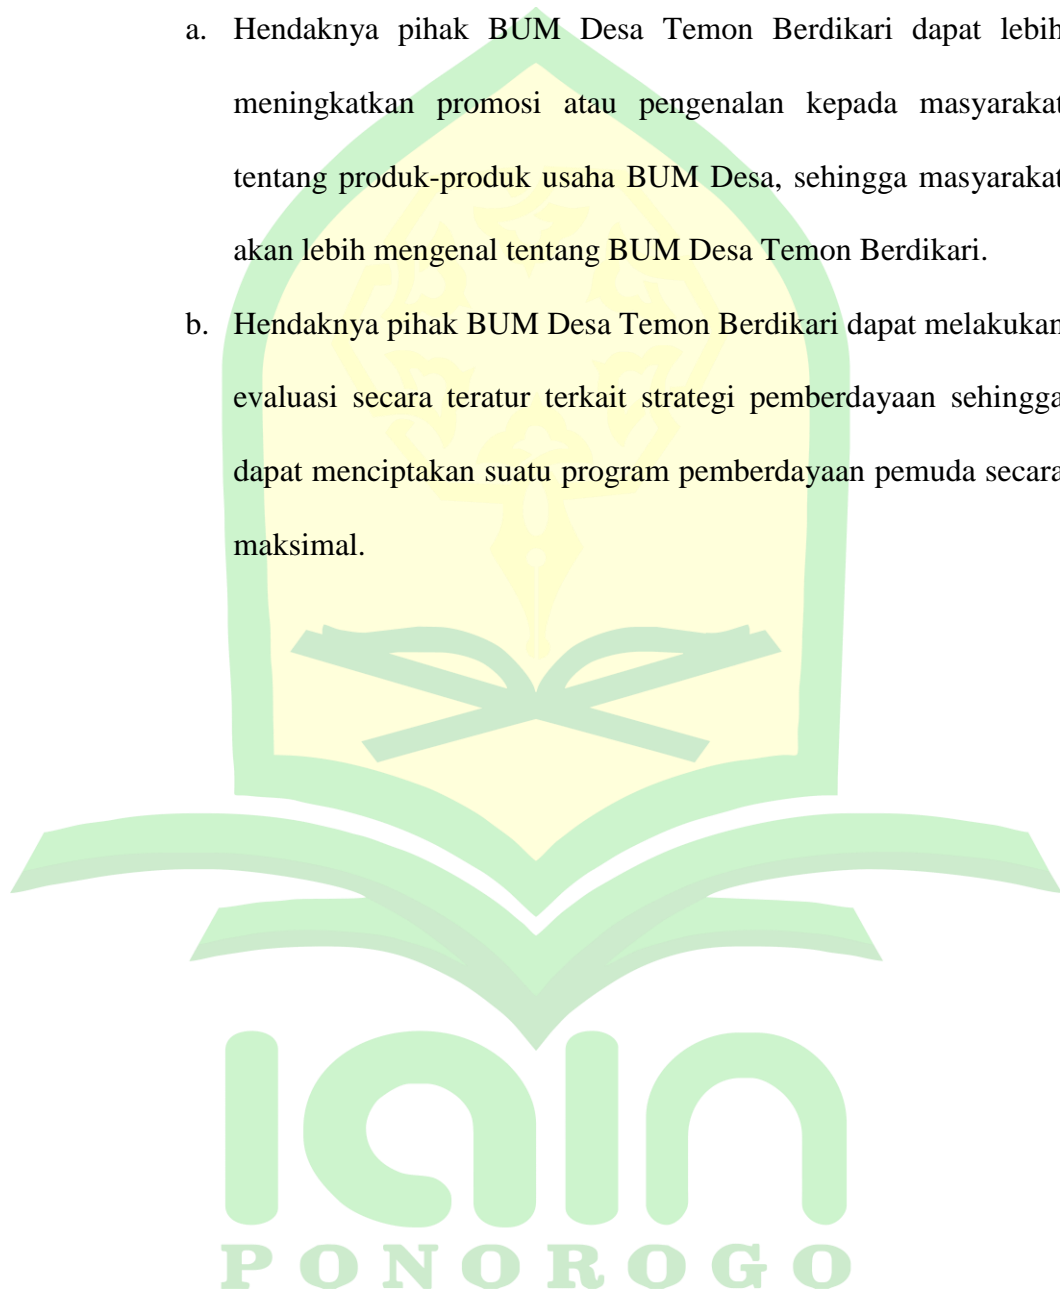 a. Hendaknya pihak BUM Desa Temon Berdikari dapat lebih
meningkatkan promosi atau pengenalan kepada masyarakat
tentang produk-produk usaha BUM Desa, sehingga masyarakat
akan lebih mengenal tentang BUM Desa Temon Berdikari.
b. Hendaknya pihak BUM Desa Temon Berdikari dapat melakukan
evaluasi secara teratur terkait strategi pemberdayaan sehingga
dapat menciptakan suatu program pemberdayaan pemuda secara
maksimal.
iain
PONOROGO